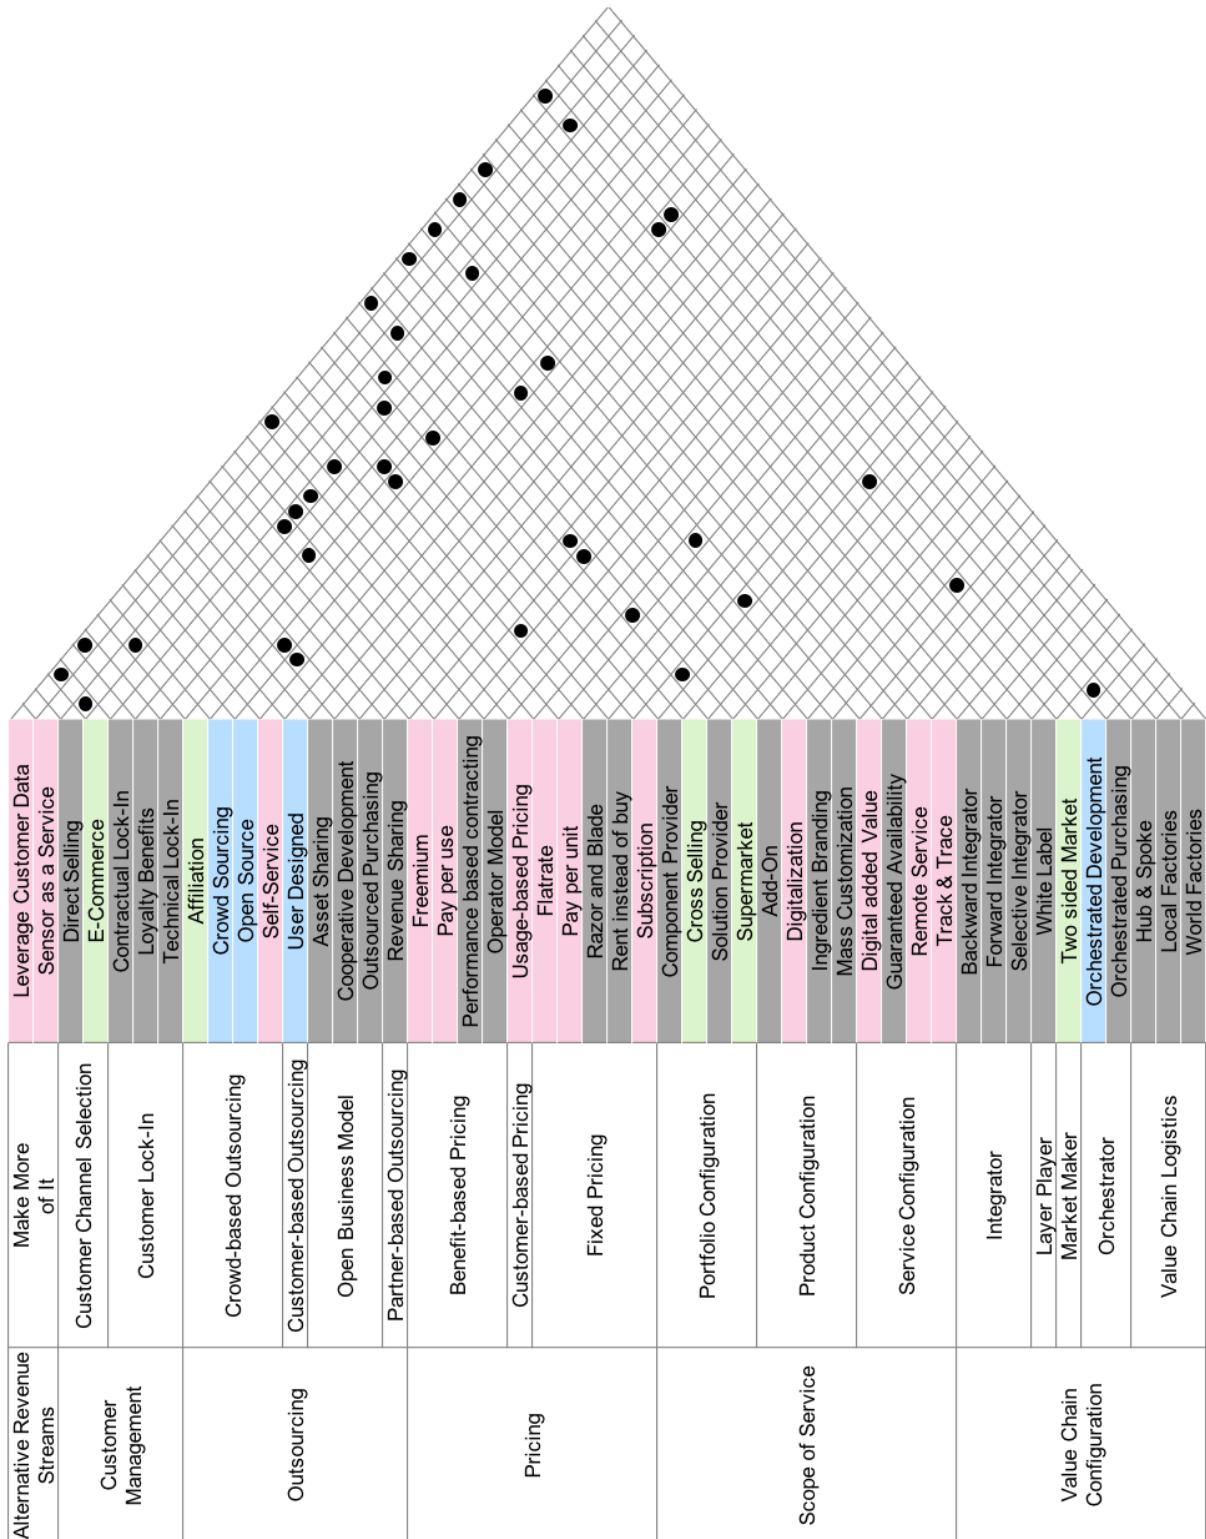 Leverage Customer Data
Sensor as a Service
Direct Selling
E-Commerce
Contractual Lock-In
Loyalty Benefits
Technical Lock-In
Affiliation
Crowd Sourcing
Open Source
Self-Service
User Designed
Asset Sharing
Cooperative Development
Outsourced Purchasing
Revenue Sharing
Freemium
Pay per use
Performance based contracting
Operator Model
Usage-based Pricing
Flatrate
Pay per unit
Razor and Blade
Rent instead of buy
Subscription
Component Provider
Cross Selling
Solution Provider
Supermarket
Add-On
Digitalization
Ingredient Branding
Mass Customization
Digital added Value
Guaranteed Availability
Remote Service
Track & Trace
Backward Integrator
Forward Integrator
Selective Integrator
White Label
Two sided Market
Orchestrated Development
Orchestrated Purchasing
Hub & Spoke
Local Factories
World Factories
Make More
of It
Customer Channel Selection
Customer Lock-In
Crowd-based Outsourcing
Customer-based Outsourcing
Open Business Model
Partner-based Outsourcing
Benefit-based Pricing
Customer-based Pricing
Fixed Pricing
Portfolio Configuration
Product Configuration
Service Configuration
Integrator
Layer Player
Market Maker
Orchestrator
Value Chain Logistics
Alternative Revenue
Streams
Customer
Management
Outsourcing
Pricing
Scope of Service
Value Chain
Configuration